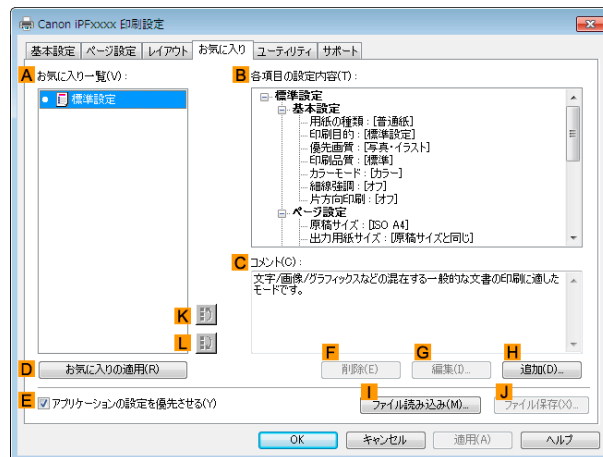 Canon iPFxxxx 印刷設定
基本設定 ページ設定 レイアウト お気に入り ユーティリティ サポート
A お気に入り一覧(V) :
標準設定
B 各項目の設定内容(T) :
標準設定
基本設定
用紙の種類 : [普通紙]
印刷目的 : [標準設定]
優先画質 : [写真・イラスト]
印刷品質 : [標準]
カラーモード : [カラー]
細線強調 : [オフ]
片方向印刷 : [オフ]
ページ設定
原稿サイズ : [ISO A4]
出力用紙サイズ : [原稿サイズと同じ]
C コメント(C) :
文字/画像/グラフィックスなどの混在する一般的な文書の印刷に適した
モードです。
K
L
D お気に入りの適用(R)
F 削除(E)
G 編集(D...
H 追加(D)...
E アプリケーションの設定を優先させる(Y)
I ファイル読み込み(M)...
J ファイル保存(X)...
OK キャンセル 適用(A) ヘルプ